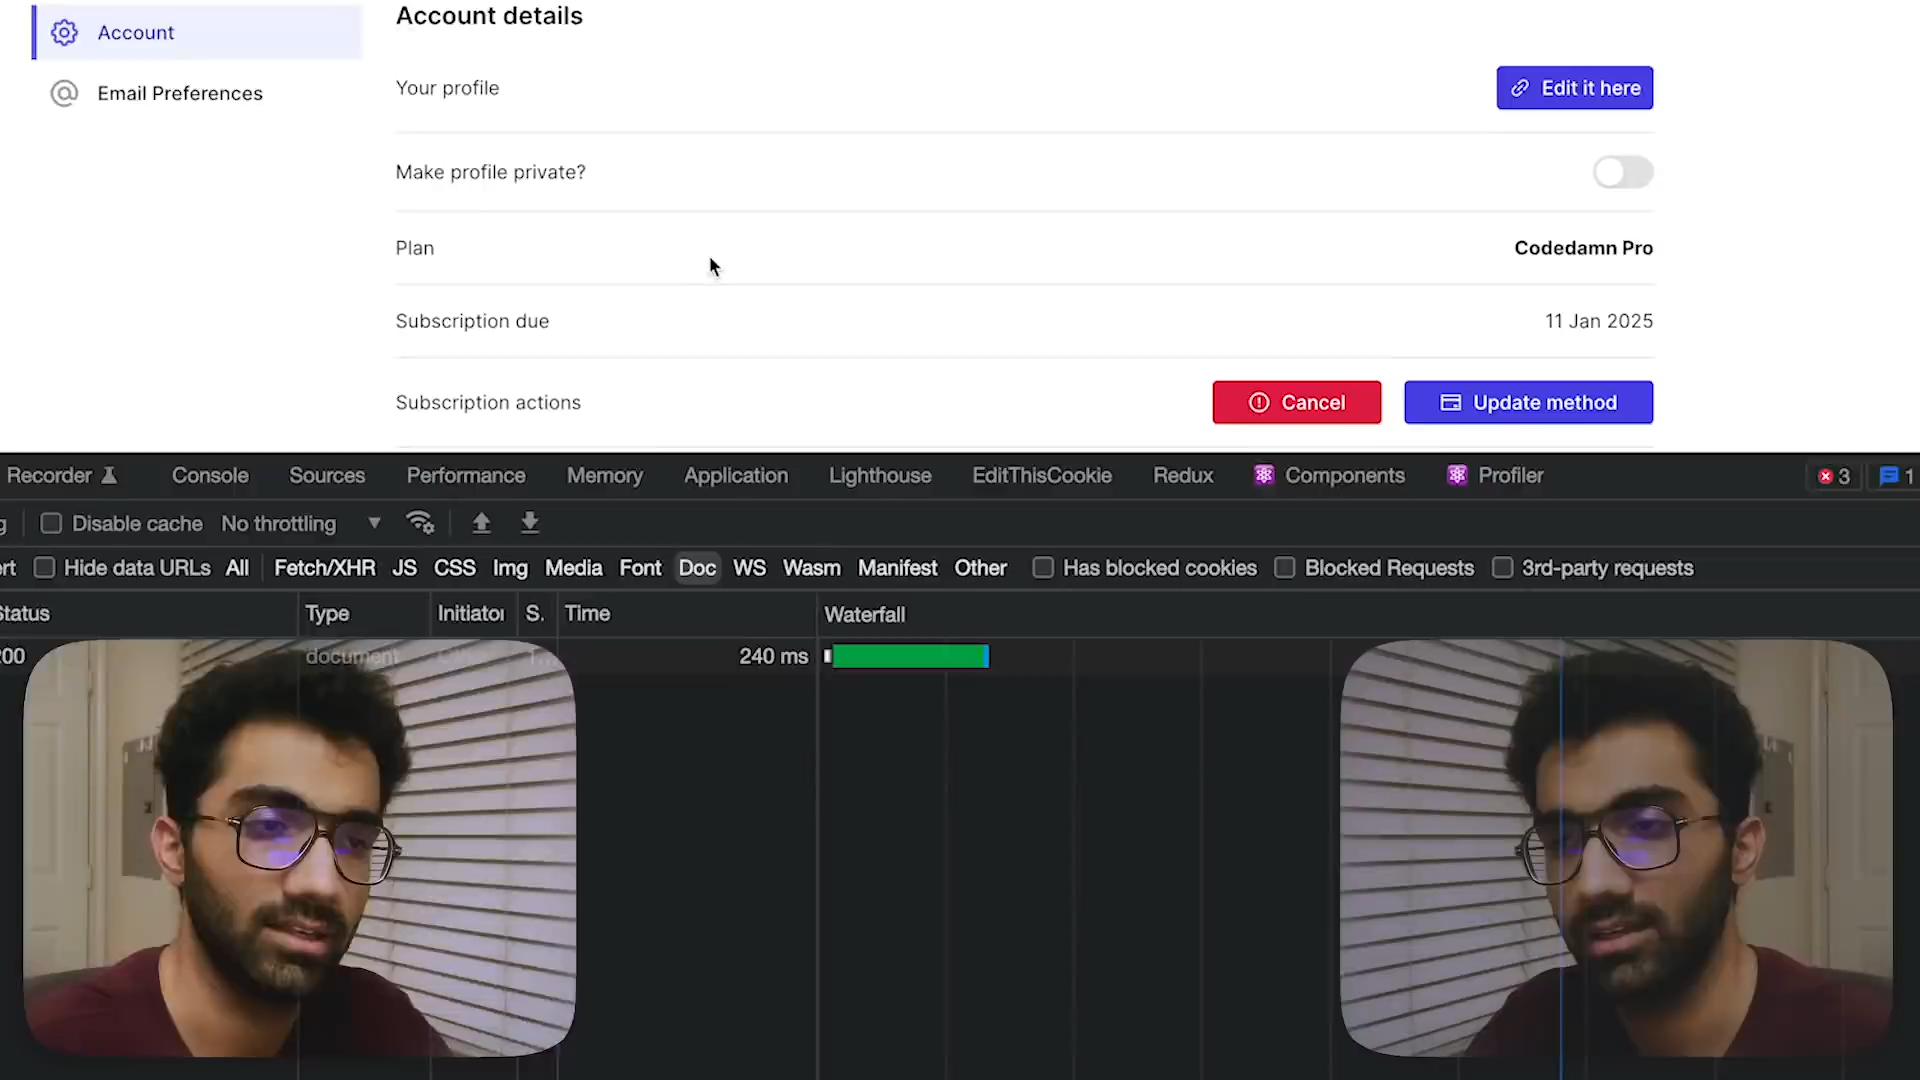 Account details
Account
Your profile
Edit it here
Email Preferences
Make profile private?
Plan
Codedamn Pro
Subscription due
11 Jan 2025
Subscription actions
Cancel
Update method
Recorder Console Sources Performance Memory Application Lighthouse EditThisCookie Redux Components Profiler 3 1
g Disable cache No throttling
ert Hide data URLs All Fetch/XHR JS CSS Img Media Font Doc WS Wasm Manifest Other Has blocked cookies Blocked Requests 3rd-party requests
Status Type Initiator S. Time Waterfall
200 document 240 ms